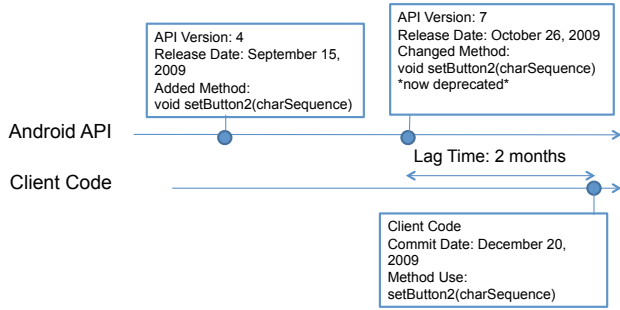 API Version: 4
Release Date: September 15,
2009
Added Method:
void setButton2(charSequence)
API Version: 7
Release Date: October 26, 2009
Changed Method:
void setButton2(charSequence)
*now deprecated*
Android API
Lag Time: 2 months
Client Code
Client Code
Commit Date: December 20,
2009
Method Use:
setButton2(charSequence)